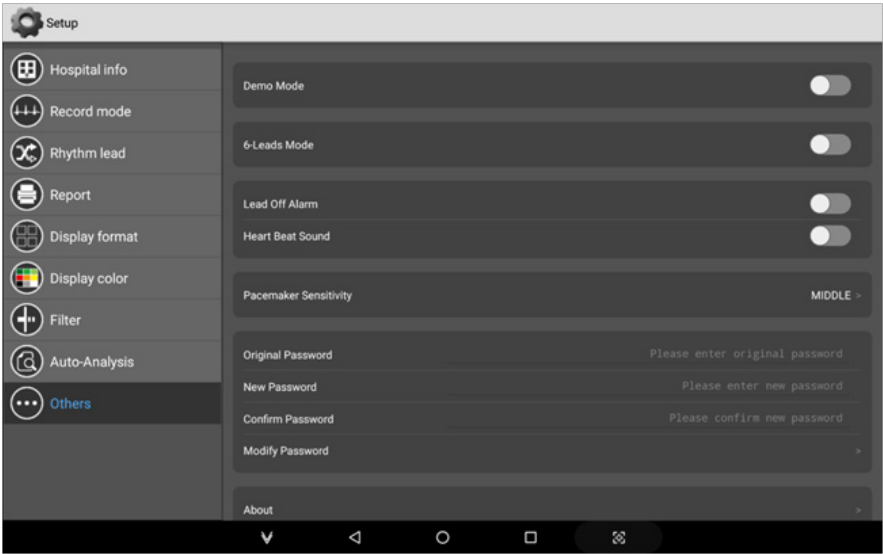 Setup
Hospital info
Record mode
Rhythm lead
Report
Display format
Display color
Filter
Auto-Analysis
Others
Demo Mode
6-Leads Mode
Lead Off Alarm
Heart Beat Sound
Pacemaker Sensitivity MIDDLE >
Original Password Please enter original password
New Password Please enter new password
Confirm Password Please confirm new password
Modify Password >
About >